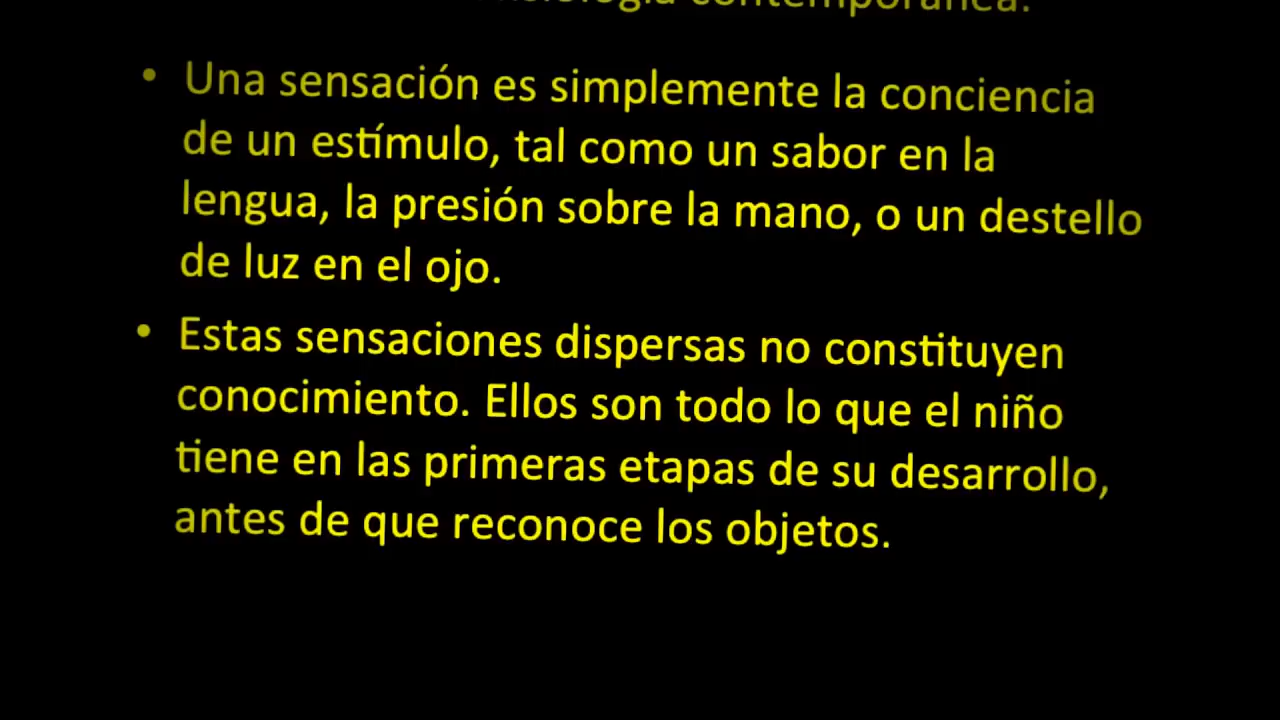 contemporánea.
• Una sensación es simplemente la conciencia
de un estímulo, tal como un sabor en la
lengua, la presión sobre la mano, o un destello
de luz en el ojo.
• Estas sensaciones dispersas no constituyen
conocimiento. Ellos son todo lo que el niño
tiene en las primeras etapas de su desarrollo,
antes de que reconoce los objetos.